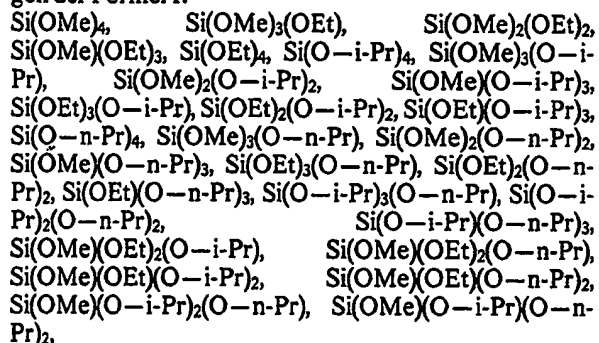 Si(OMe)₄, Si(OMe)₃(OEt), Si(OMe)₂(OEt)₂,
Si(OMe)(OEt)₃, Si(OEt)₄, Si(O—i-Pr)₄, Si(OMe)₃(O—i-
Pr), Si(OMe)₂(O—i-Pr)₂, Si(OMe)(O—i-Pr)₃,
Si(OEt)₃(O—i-Pr), Si(OEt)₂(O—i-Pr)₂, Si(OEt)(O—i-Pr)₃,
Si(O—n-Pr)₄, Si(OMe)₃(O—n-Pr), Si(OMe)₂(O—n-Pr)₂,
Si(OMe)(O—n-Pr)₃, Si(OEt)₃(O—n-Pr), Si(OEt)₂(O—n-
Pr)₂, Si(OEt)(O—n-Pr)₃, Si(O—i-Pr)₃(O—n-Pr), Si(O—i-
Pr)₂(O—n-Pr)₂, Si(O—i-Pr)(O—n-Pr)₃,
Si(OMe)(OEt)₂(O—i-Pr), Si(OMe)(OEt)₂(O—n-Pr),
Si(OMe)(OEt)(O—i-Pr)₂, Si(OMe)(OEt)(O—n-Pr)₂,
Si(OMe)(O—i-Pr)₂(O—n-Pr), Si(OMe)(O—i-Pr)(O—n-
Pr)₂,